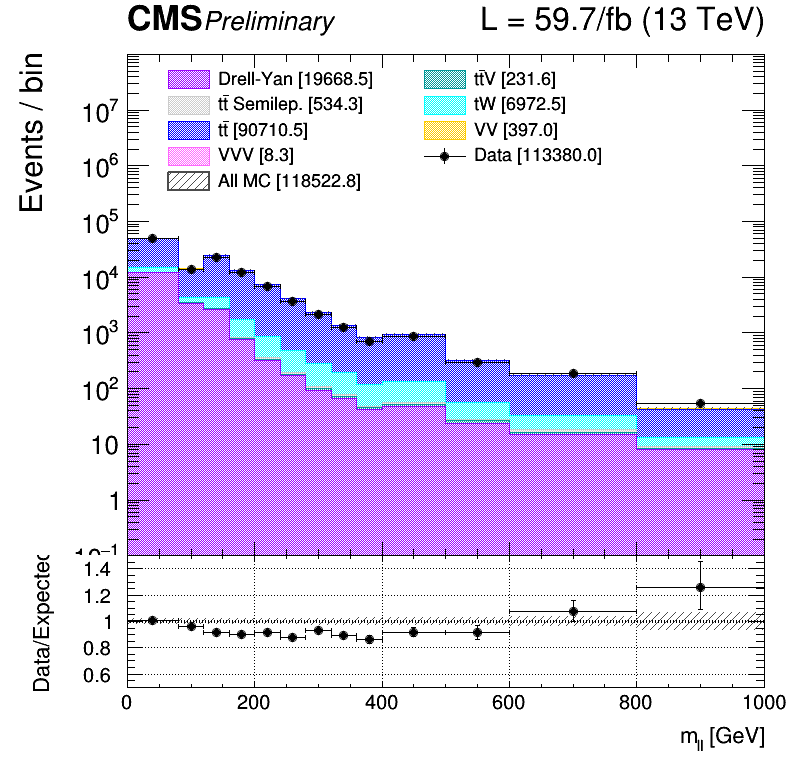 CMS Preliminary L = 59.7/fb (13 TeV)
Events / bin
Drell-Yan [19668.5]
tt̄ Semilep. [534.3]
tt̄ [90710.5]
VVV [8.3]
All MC [118522.8]
tt̄V [231.6]
tW [6972.5]
VV [397.0]
Data [113380.0]
10⁷
10⁶
10⁵
10⁴
10³
10²
10
1
10⁻¹
Data/Expected
1.4
1.2
1
0.8
0.6
0 200 400 600 800 1000
m_ll [GeV]